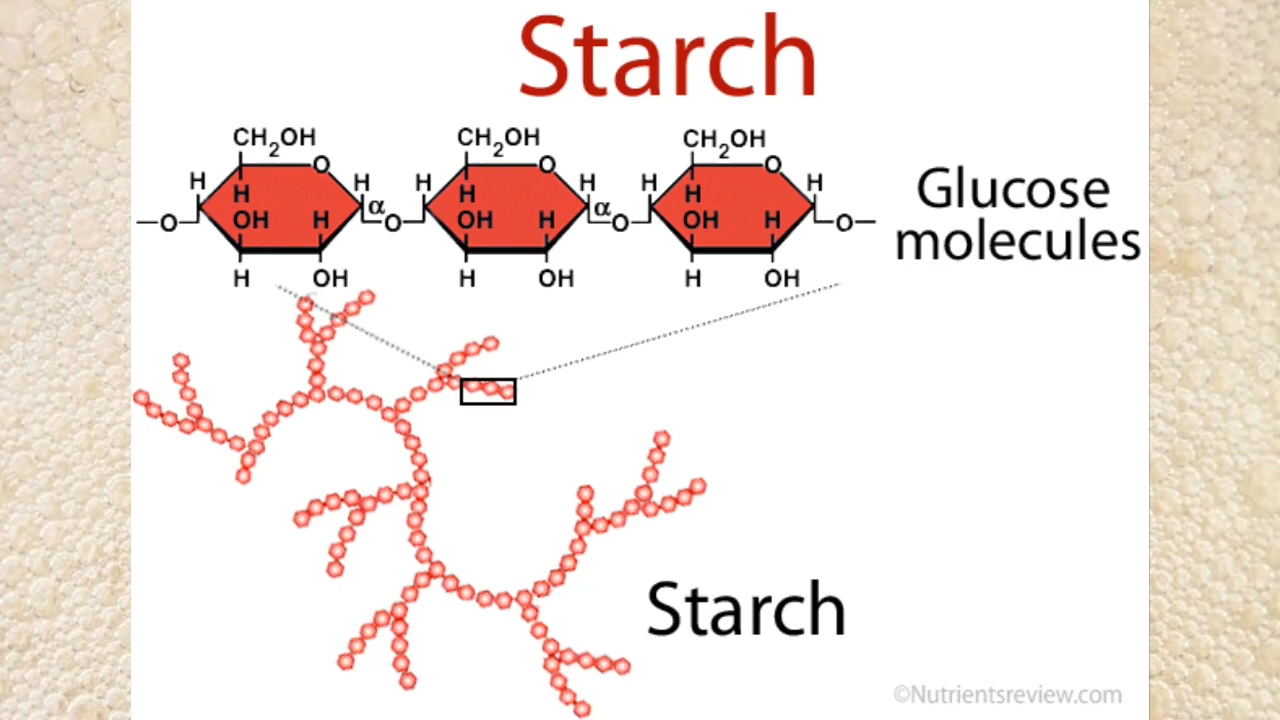 Starch
CH2OH CH2OH CH2OH
O O O
H H H H H H
H H H
α α
OH H OH H OH H
O O O O
H OH H OH H OH
Glucose
molecules
Starch
©Nutrientsreview.com